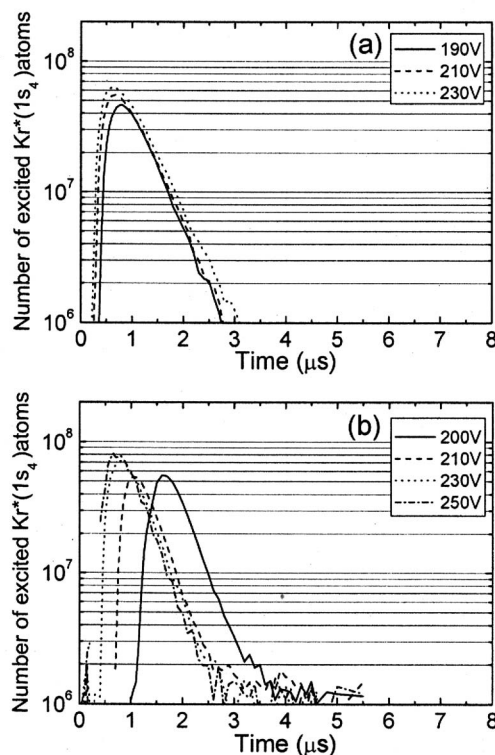 (a)
190V
210V
230V
Number of excited Kr*(1s4)atoms
10^8
10^7
10^6
0 1 2 3 4 5 6 7 8
Time (μs)
(b)
200V
210V
230V
250V
Number of excited Kr*(1s4)atoms
10^8
10^7
10^6
0 1 2 3 4 5 6 7 8
Time (μs)